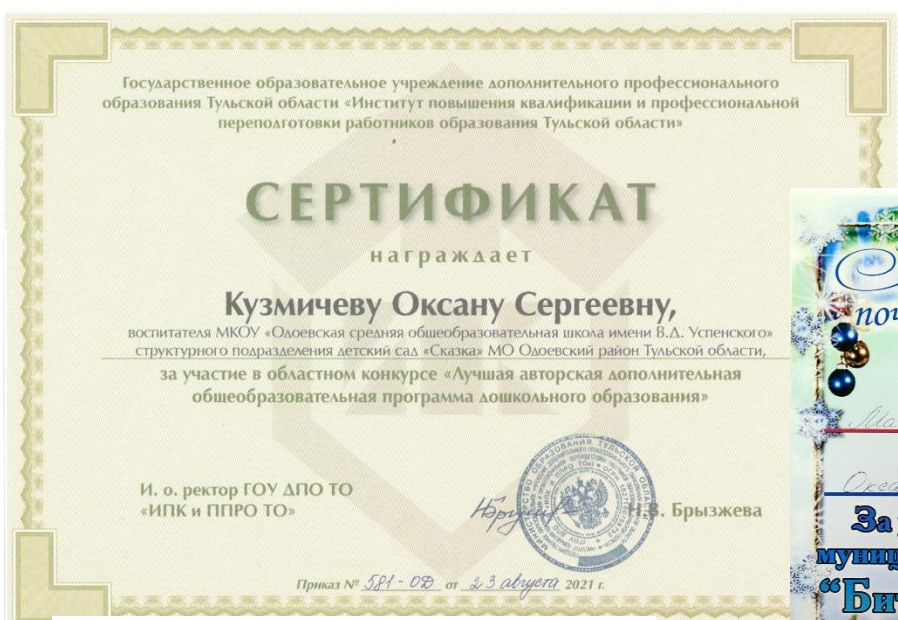 Государственное образовательное учреждение дополнительного профессионального
образования Тульской области «Институт повышения квалификации и профессиональной
переподготовки работников образования Тульской области»
СЕРТИФИКАТ
награждает
Кузмичеву Оксану Сергеевну,
воспитателя МКОУ «Одоевская средняя общеобразовательная школа имени В.Д. Успенского»
структурного подразделения детский сад «Сказка» МО Одоевский район Тульской области,
за участие в областном конкурсе «Лучшая авторская дополнительная
общеобразовательная программа дошкольного образования»
И. о. ректор ГОУ ДПО ТО
«ИПК и ППРО ТО»
Н.В. Брызжева
Приказ № 581-ОД от 23 августа 2021 г.
За